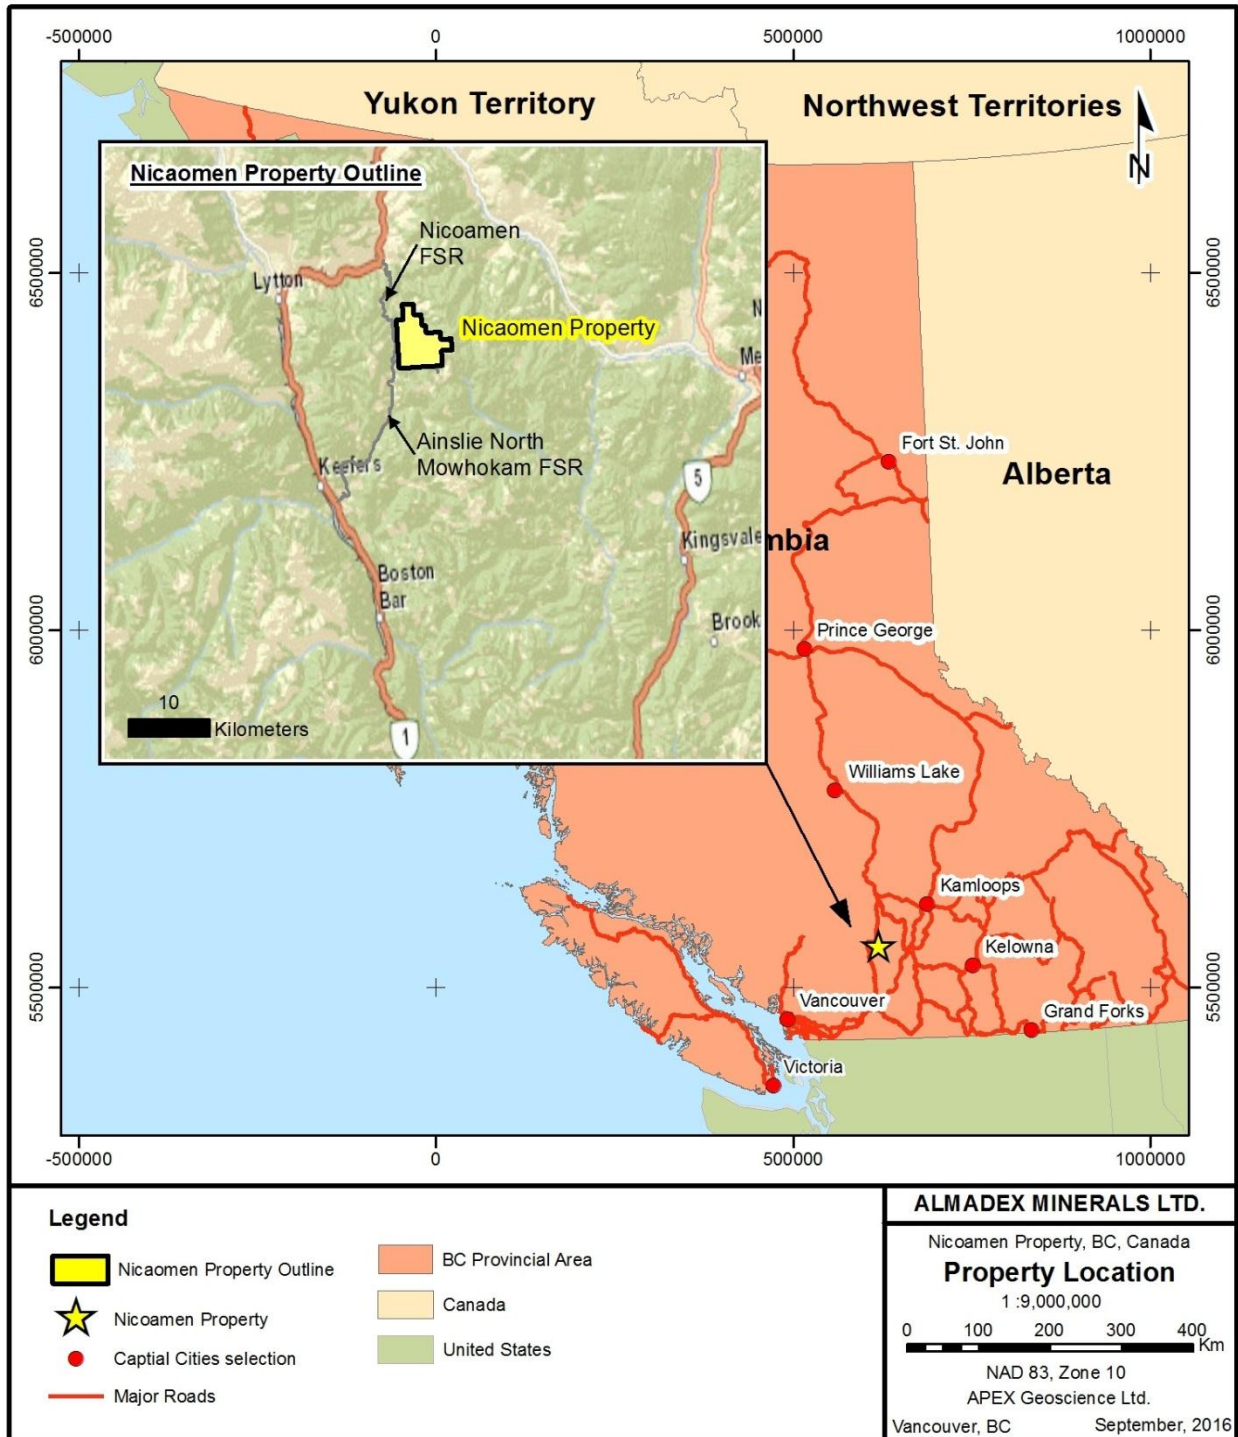 -500000 0 500000 1000000
Yukon Territory
Northwest Territories
N
Nicaomen Property Outline
Nicoamen
FSR
Lytton
Nicaomen Property
N
Me
Ainslie North
Mowhokam FSR
Keefers
5
Kingsvale
Boston
Bar
Brook
10
Kilometers
1
6500000
6500000
Fort St. John
Alberta
mbia
6000000
6000000
Prince George
Williams Lake
Kamloops
Kelowna
5500000
5500000
Vancouver
Grand Forks
Victoria
-500000 0 500000 1000000
Legend
Nicaomen Property Outline
Nicoamen Property
Captial Cities selection
Major Roads
BC Provincial Area
Canada
United States
ALMADEX MINERALS LTD.
Nicoamen Property, BC, Canada
Property Location
1 :9,000,000
0 100 200 300 400
Km
NAD 83, Zone 10
APEX Geoscience Ltd.
Vancouver, BC September, 2016